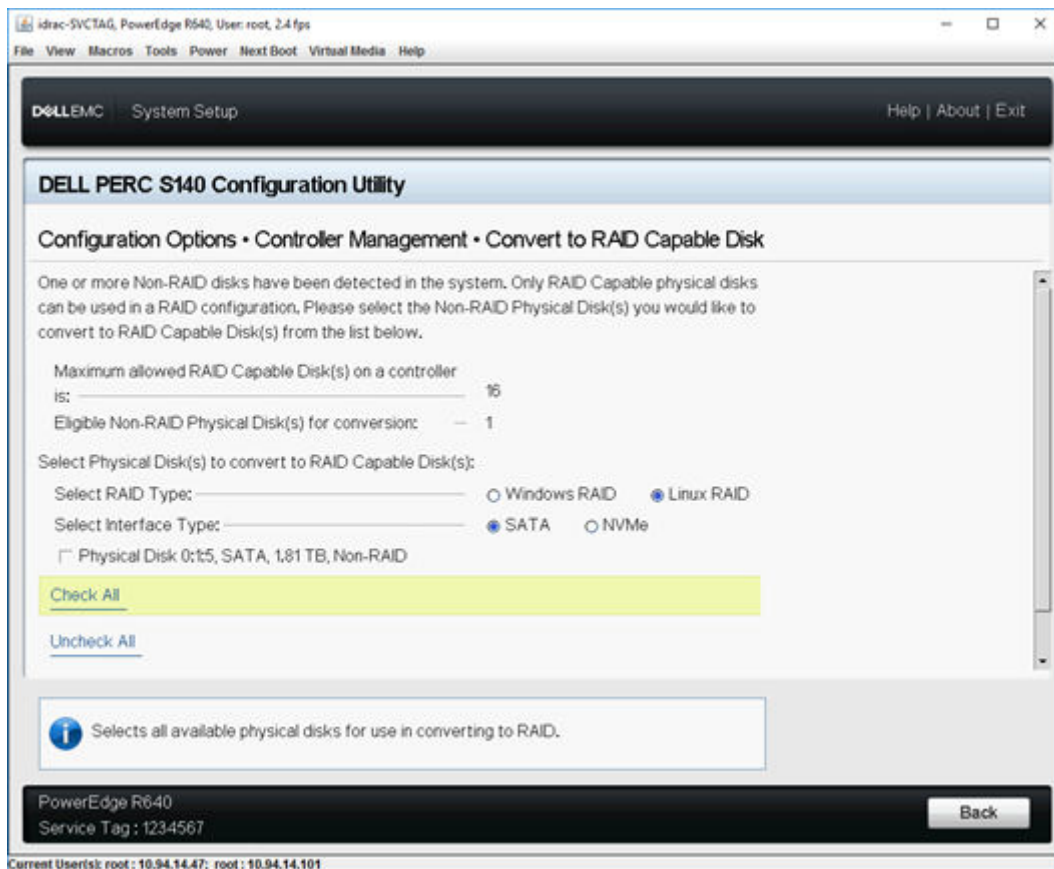 idrac-SVCTAG, PowerEdge R640, User: root, 2.4 fps
File View Macros Tools Power Next Boot Virtual Media Help
DELLEMC System Setup Help | About | Exit
DELL PERC S140 Configuration Utility
Configuration Options • Controller Management • Convert to RAID Capable Disk
One or more Non-RAID disks have been detected in the system. Only RAID Capable physical disks
can be used in a RAID configuration. Please select the Non-RAID Physical Disk(s) you would like to
convert to RAID Capable Disk(s) from the list below.
Maximum allowed RAID Capable Disk(s) on a controller
is: 16
Eligible Non-RAID Physical Disk(s) for conversion: 1
Select Physical Disk(s) to convert to RAID Capable Disk(s):
Select RAID Type: Windows RAID Linux RAID
Select Interface Type: SATA NVMe
Physical Disk 0:1:5, SATA, 1.81 TB, Non-RAID
Check All
Uncheck All
Selects all available physical disks for use in converting to RAID.
PowerEdge R640
Service Tag : 1234567
Back
Current User(s): root : 10.94.14.47; root : 10.94.14.101